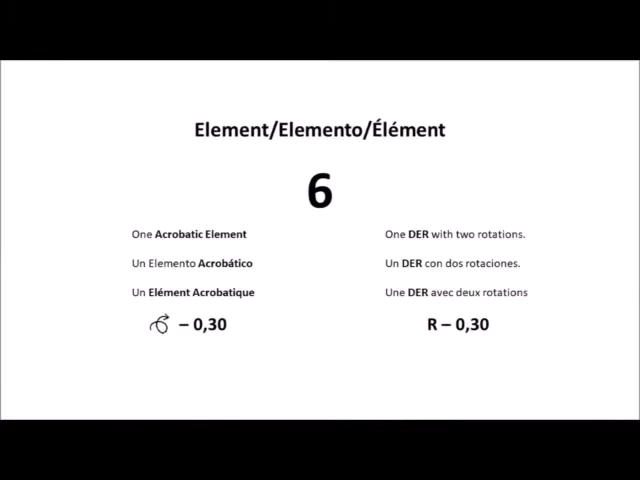 Element/Elemento/Élément
6
One Acrobatic Element
Un Elemento Acrobático
Un Elément Acrobatique
– 0,30
One DER with two rotations.
Un DER con dos rotaciones.
Une DER avec deux rotations
R – 0,30